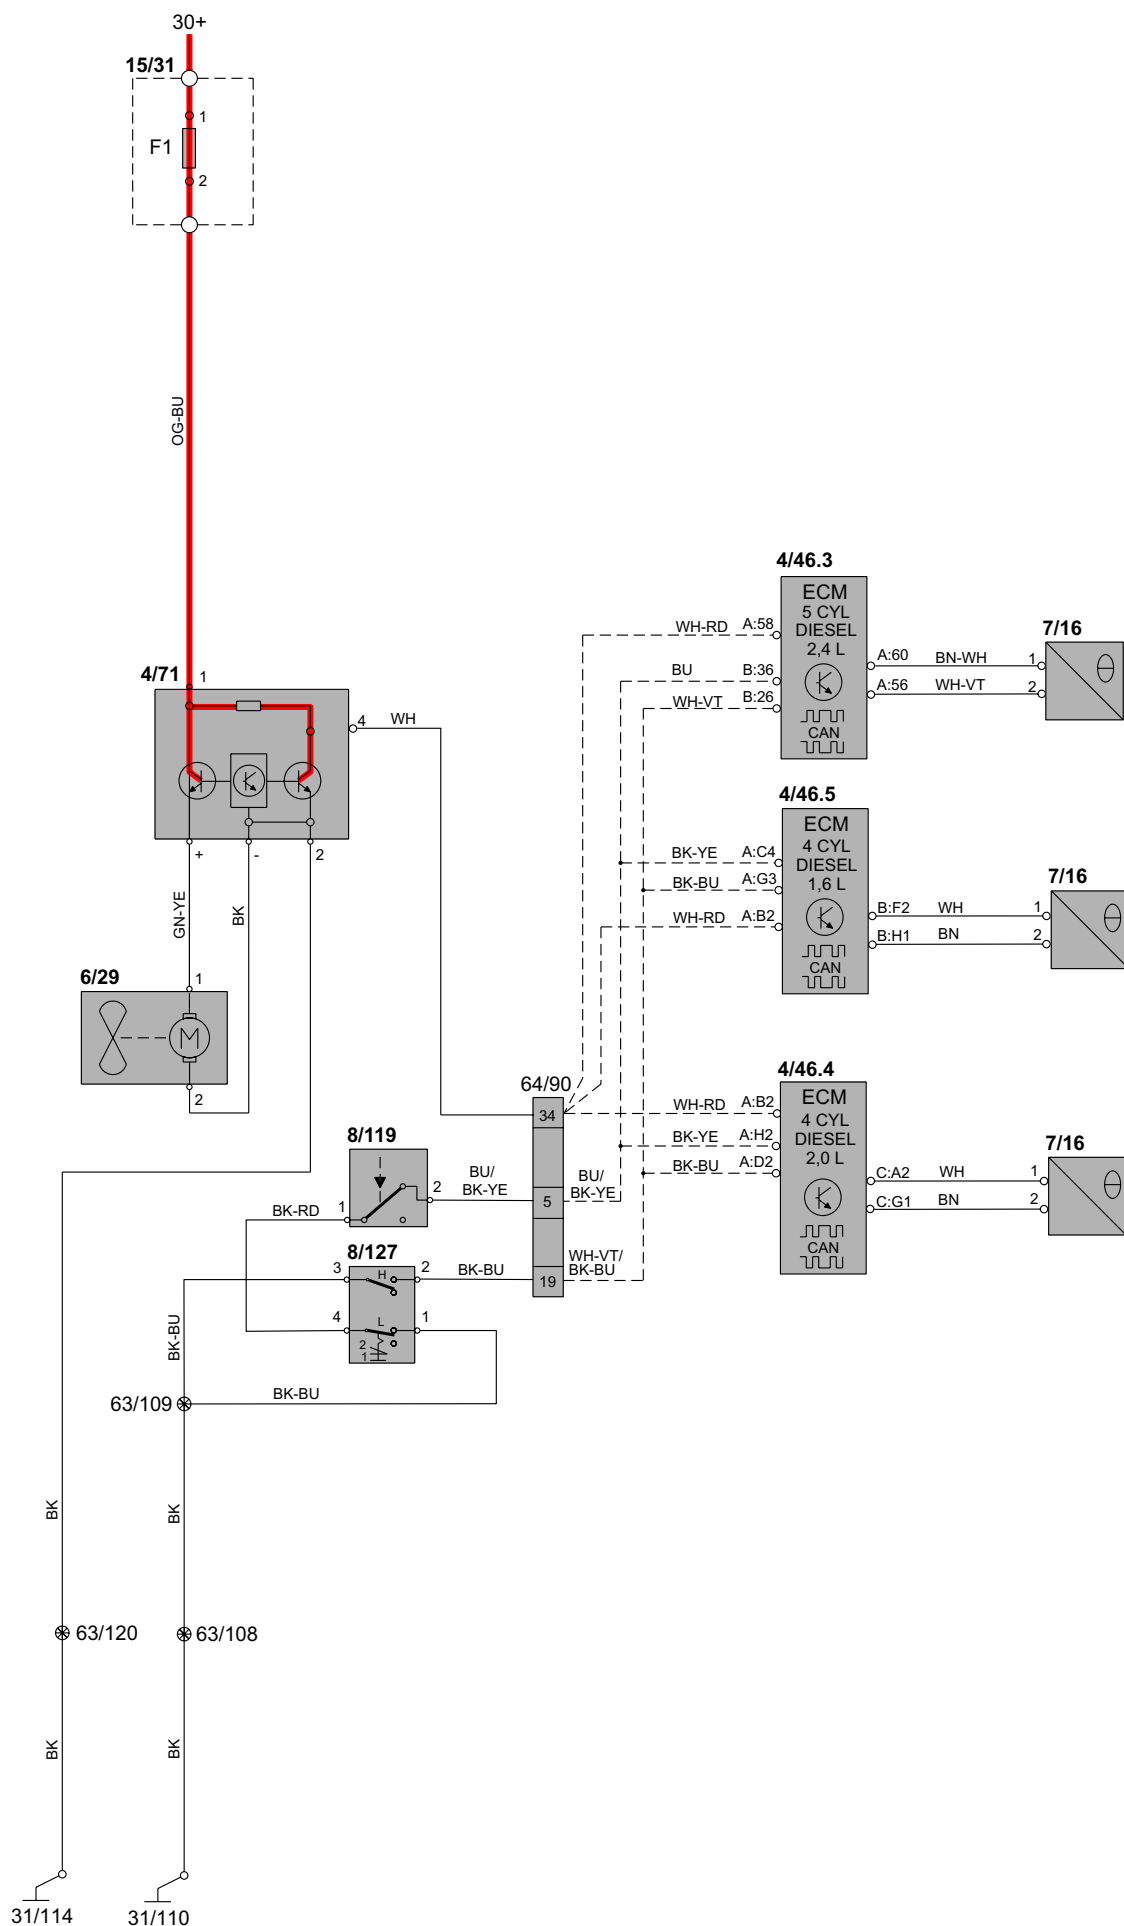 30+
15/31
1
F1
2
OG-BU
4/71
1
4
WH
+
-
2
GN-YE
BK
6/29
1
M
2
4/46.3
ECM
5 CYL
DIESEL
2,4 L
CAN
WH-RD A:58
BU B:36
WH-VT B:26
A:60 BN-WH 1
A:56 WH-VT 2
7/16
4/46.5
ECM
4 CYL
DIESEL
1,6 L
CAN
BK-YE A:C4
BK-BU A:G3
WH-RD A:B2
B:F2 WH 1
B:H1 BN 2
7/16
4/46.4
ECM
4 CYL
DIESEL
2,0 L
CAN
WH-RD A:B2
BK-YE A:H2
BK-BU A:D2
C:A2 WH 1
C:G1 BN 2
7/16
64/90
34
5
19
BU/
BK-YE
WH-VT/
BK-BU
8/119
1
2
BU/
BK-YE
BK-RD
8/127
3
H
2
BK-BU
4
L
1
2
1
BK-BU
63/109
BK-BU
BK
BK
63/120
63/108
BK
BK
31/114
31/110